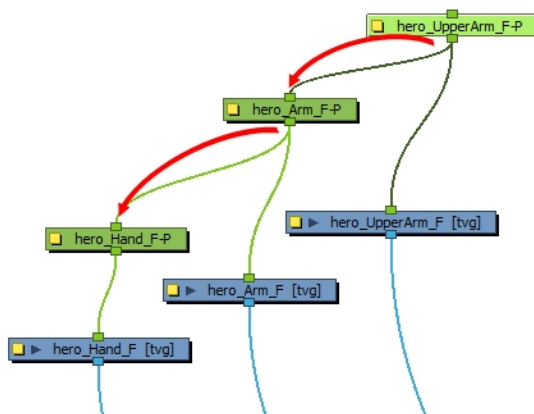 hero_UpperArm_F-P
hero_Arm_F-P
hero_UpperArm_F [tvg]
hero_Hand_F-P
hero_Arm_F [tvg]
hero_Hand_F [tvg]